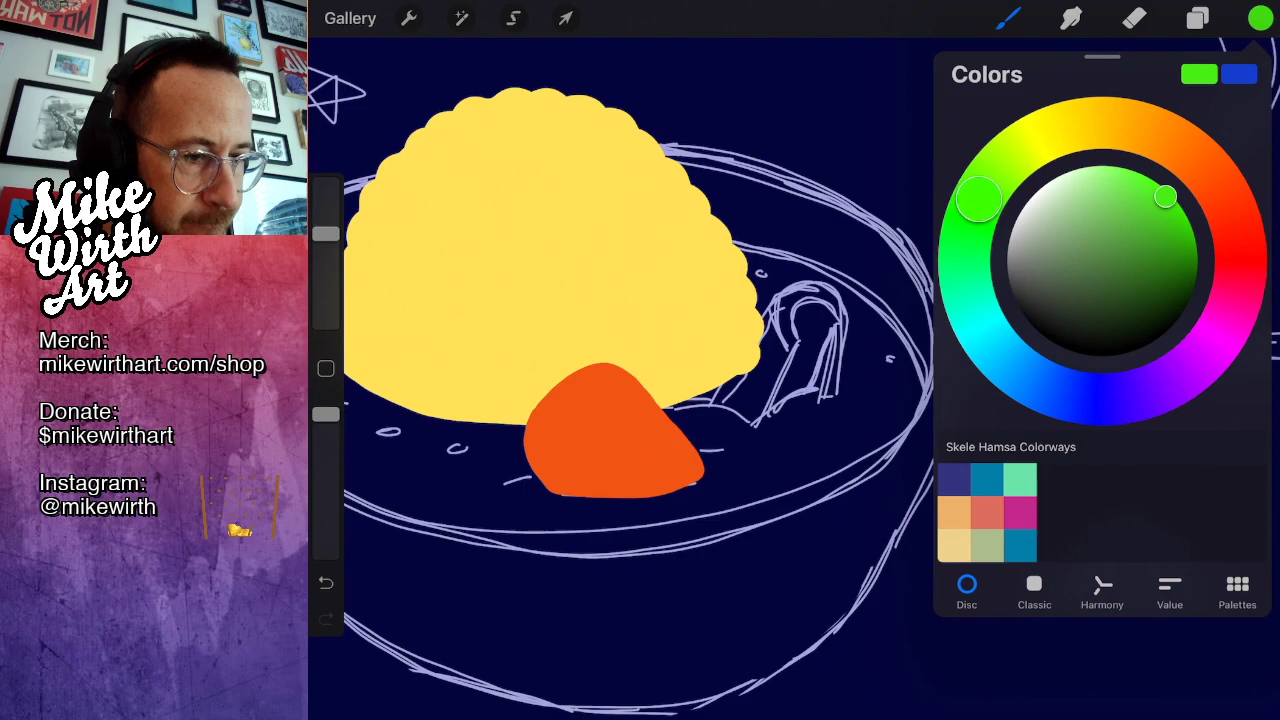 Gallery
Colors
Mike
Wirth
Art
Merch:
mikewirthart.com/shop
Donate:
$mikewirthart
Instagram:
@mikewirth
Skele Hamsa Colorways
Disc
Classic
Harmony
Value
Palettes